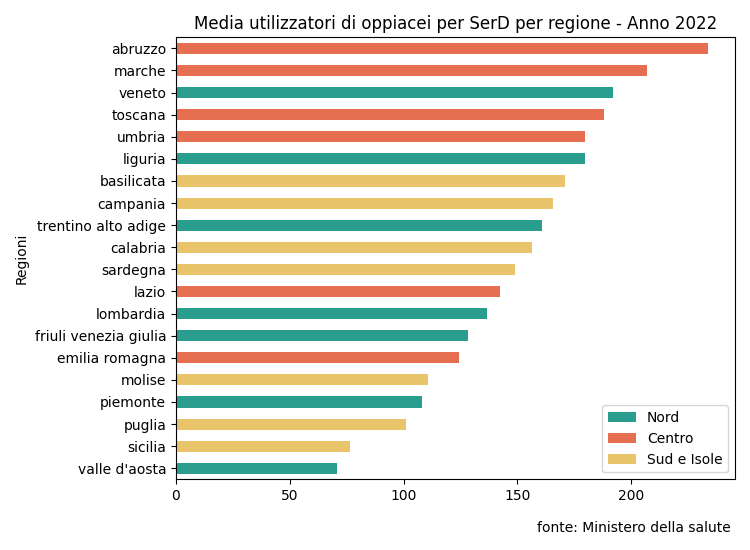 Media utilizzatori di oppiacei per SerD per regione - Anno 2022
Regioni
abruzzo
marche
veneto
toscana
umbria
liguria
basilicata
campania
trentino alto adige
calabria
sardegna
lazio
lombardia
friuli venezia giulia
emilia romagna
molise
piemonte
puglia
sicilia
valle d'aosta
0 50 100 150 200
Nord
Centro
Sud e Isole
fonte: Ministero della salute